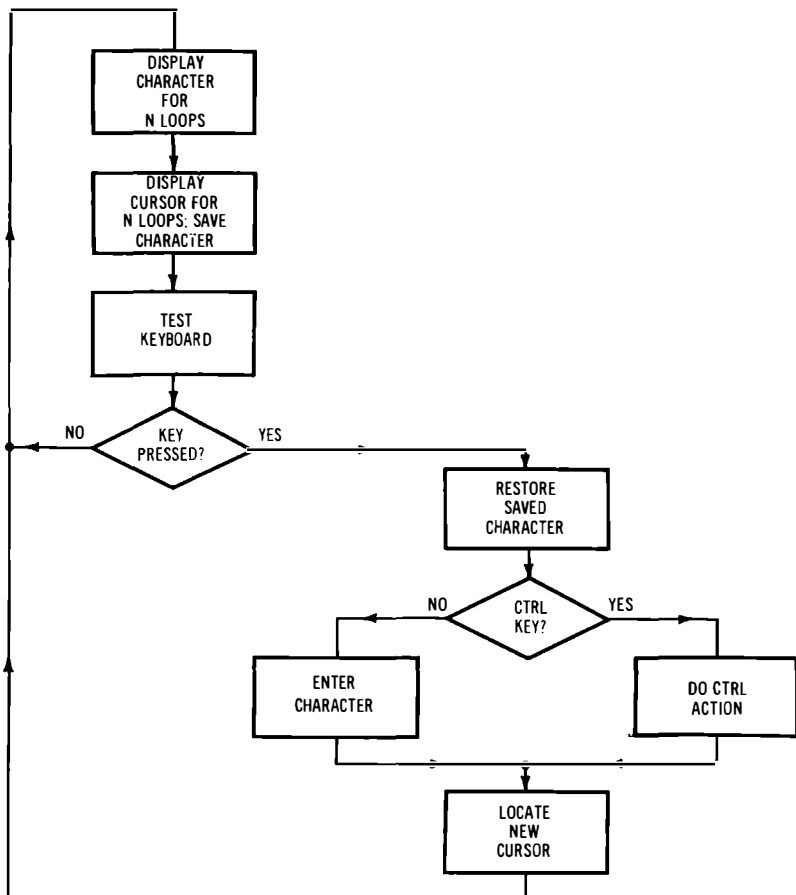 DISPLAY
CHARACTER
FOR
N LOOPS
DISPLAY
CURSOR FOR
N LOOPS; SAVE
CHARACTER
TEST
KEYBOARD
KEY
PRESSED?
NO
YES
RESTORE
SAVED
CHARACTER
CTRL
KEY?
NO
YES
ENTER
CHARACTER
DO CTRL
ACTION
LOCATE
NEW
CURSOR